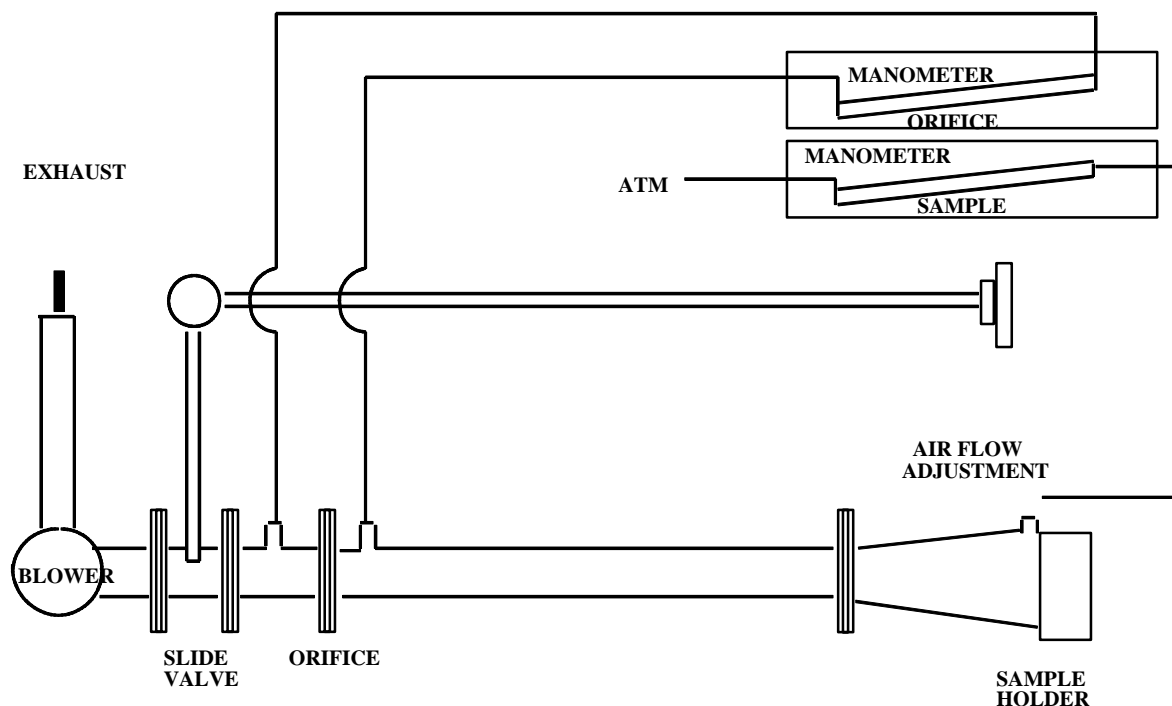 MANOMETER
ORIFICE
MANOMETER
EXHAUST
ATM
SAMPLE
AIR FLOW
ADJUSTMENT
BLOWER
SLIDE
VALVE
ORIFICE
SAMPLE
HOLDER